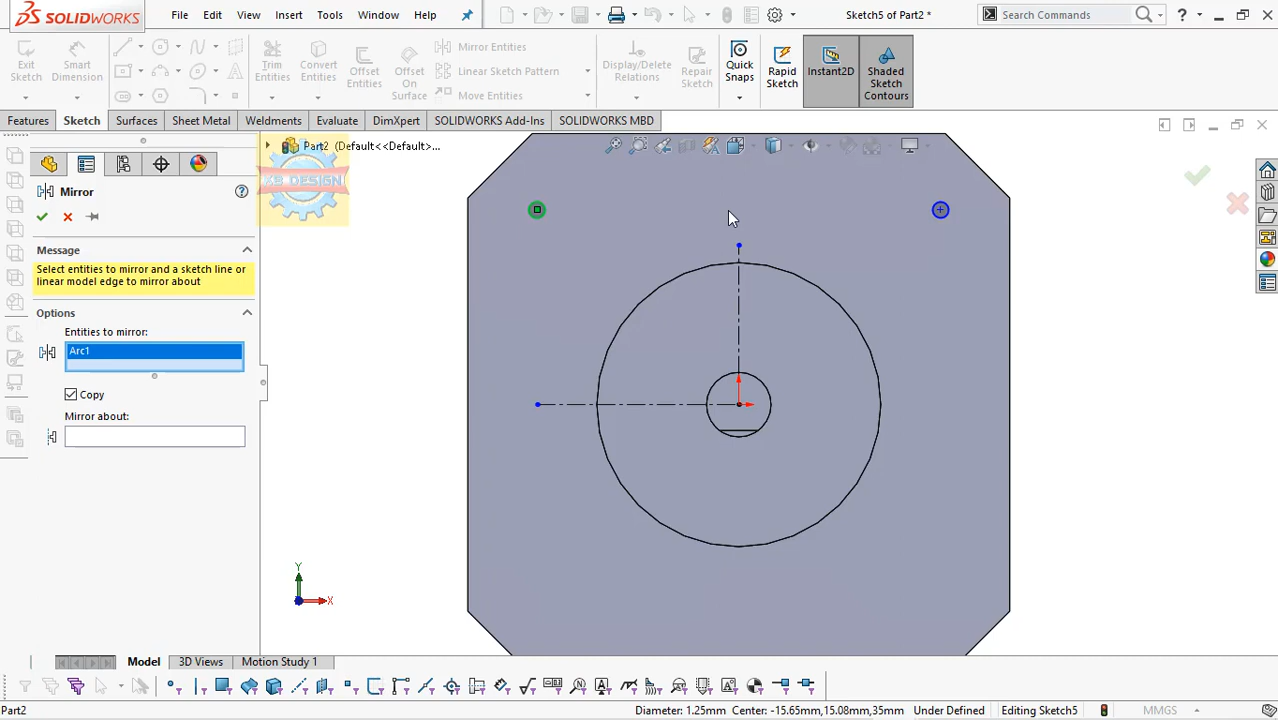 SOLIDWORKS
File Edit View Insert Tools Window Help
Sketch5 of Part2 *
Search Commands
Exit Sketch
Smart Dimension
Trim Entities
Convert Entities
Offset Entities
Offset On Surface
Mirror Entities
Linear Sketch Pattern
Move Entities
Display/Delete Relations
Repair Sketch
Quick Snaps
Rapid Sketch
Instant2D
Shaded Sketch Contours
Features Sketch Surfaces Sheet Metal Weldments Evaluate DimXpert SOLIDWORKS Add-Ins SOLIDWORKS MBD
Part2 (Default<<Default>...
KB DESIGN
Mirror
Message
Select entities to mirror and a sketch line or
linear model edge to mirror about
Options
Entities to mirror:
Arc1
Copy
Mirror about:
Y
X
Model 3D Views Motion Study 1
Part2
Diameter: 1.25mm Center: -15.65mm,15.08mm,35mm Under Defined Editing Sketch5 MMGS